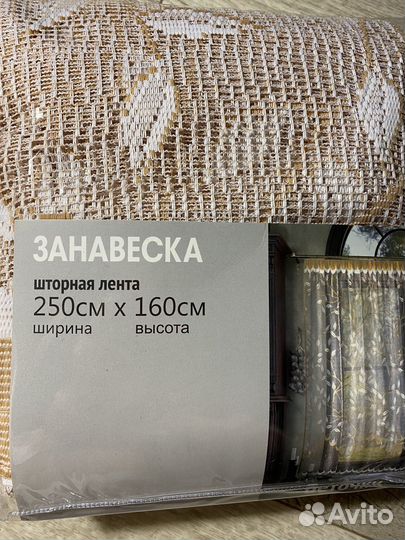 ЗАНАВЕСКА
шторная лента
250см x 160см
ширина высота
Avito